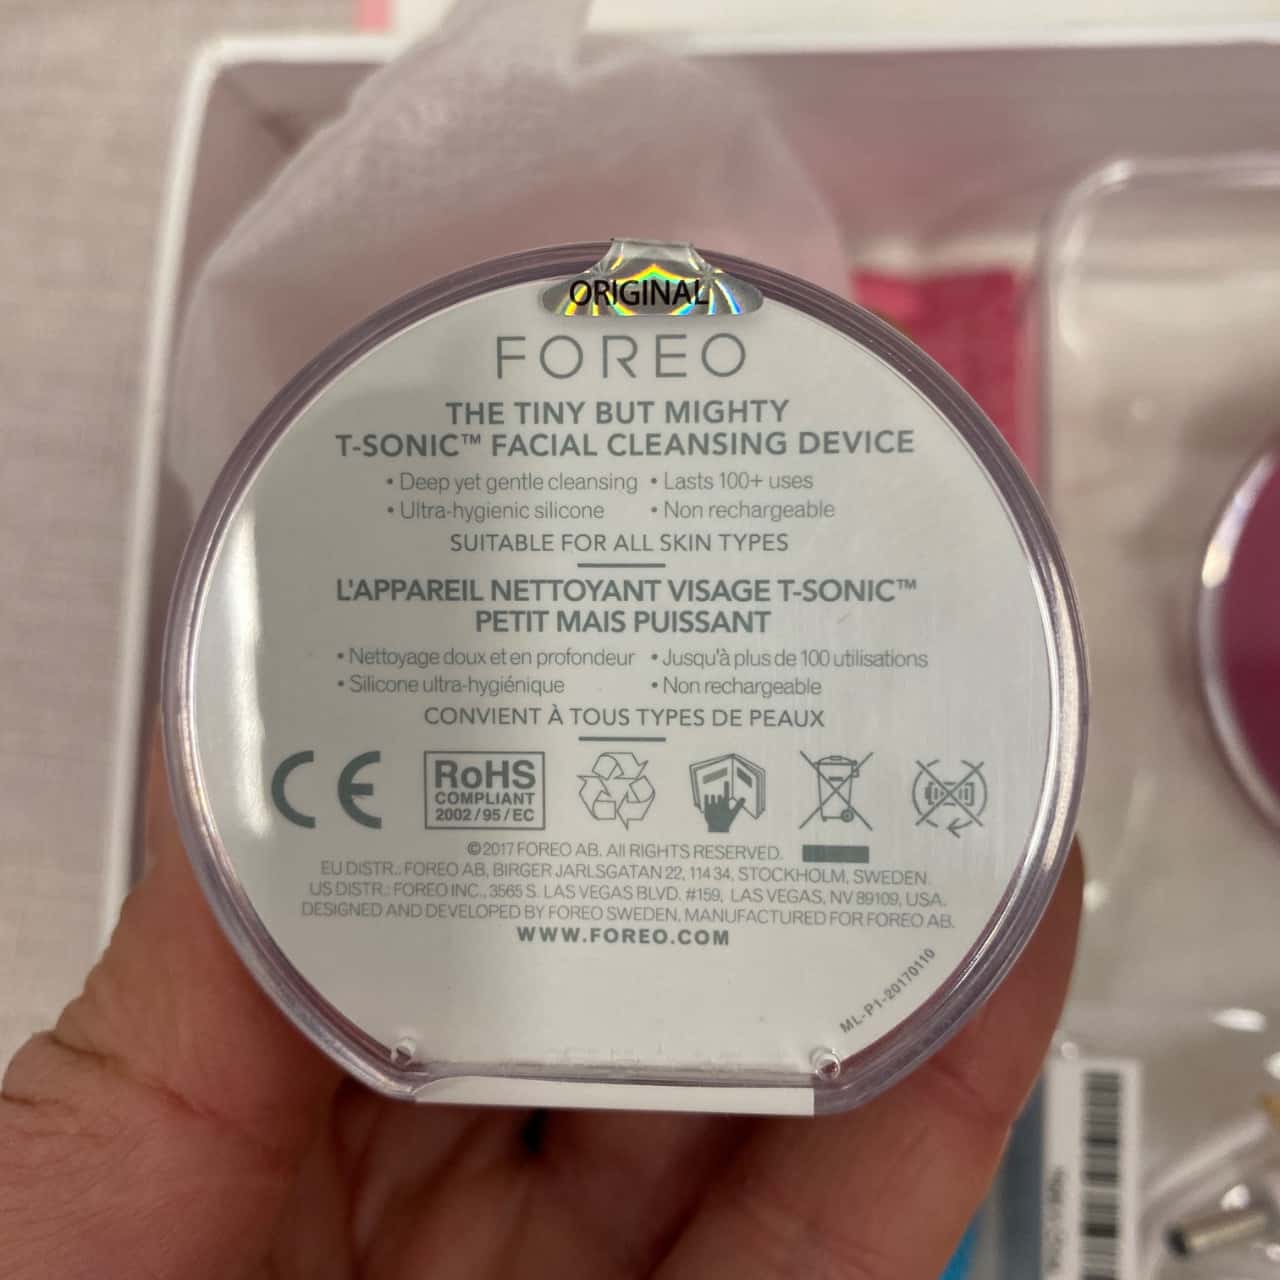 ORIGINAL
FOREO
THE TINY BUT MIGHTY
T-SONIC™ FACIAL CLEANSING DEVICE
• Deep yet gentle cleansing • Lasts 100+ uses
• Ultra-hygienic silicone • Non rechargeable
SUITABLE FOR ALL SKIN TYPES
L'APPAREIL NETTOYANT VISAGE T-SONIC™
PETIT MAIS PUISSANT
• Nettoyage doux et en profondeur • Jusqu'à plus de 100 utilisations
• Silicone ultra-hygiénique • Non rechargeable
CONVIENT À TOUS TYPES DE PEAUX
CE
RoHS
COMPLIANT
2002/95/EC
©2017 FOREO AB. All RIGHTS RESERVED.
EU DISTR.: FOREO AB, BIRGER JARLSGATAN 22, 114 34, STOCKHOLM, SWEDEN.
US DISTR.: FOREO INC., 3565 S. LAS VEGAS BLVD. #159, LAS VEGAS, NV 89109, USA.
DESIGNED AND DEVELOPED BY FOREO SWEDEN. MANUFACTURED FOR FOREO AB.
WWW.FOREO.COM
ML-P1-20170110